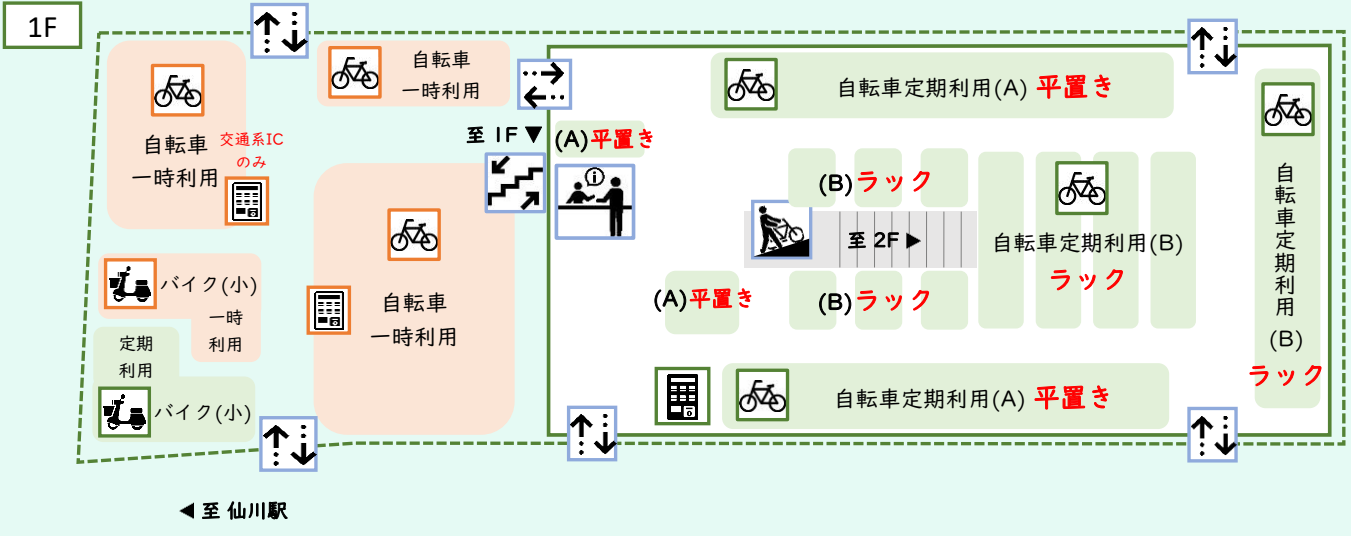 1F
自転車
一時利用
交通系IC
のみ
自転車
一時利用
至 1F ▼
(A)平置き
自転車定期利用(A) 平置き
(B)ラック
至 2F ▶
自転車定期利用(B)
ラック
自転車定期利用
(B)
ラック
バイク(小)
一時
利用
自転車
一時利用
(A)平置き
(B)ラック
定期
利用
バイク(小)
自転車定期利用(A) 平置き
◀ 至 仙川駅